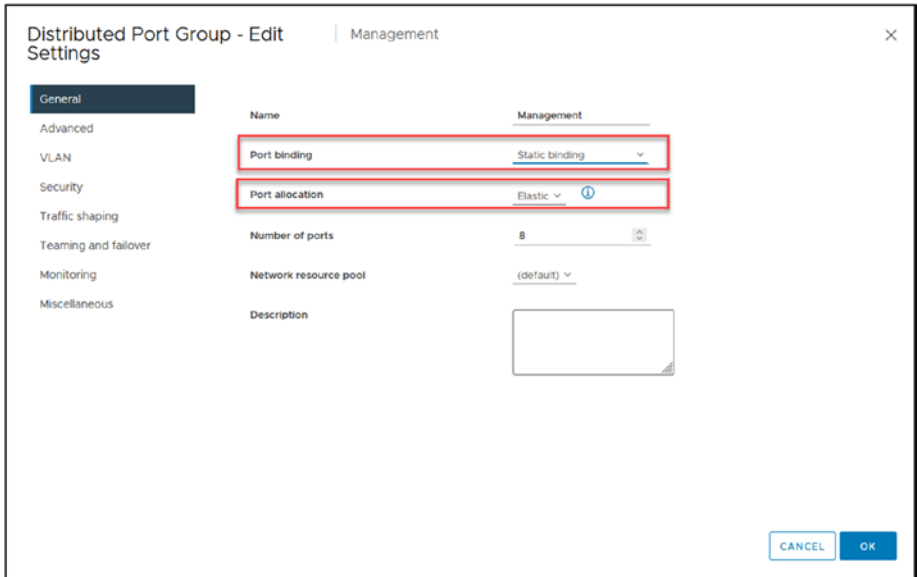 Distributed Port Group - Edit Settings
Management
General
Advanced
VLAN
Security
Traffic shaping
Teaming and failover
Monitoring
Miscellaneous
Name Management
Port binding Static binding
Port allocation Elastic
Number of ports 8
Network resource pool (default)
Description
CANCEL OK